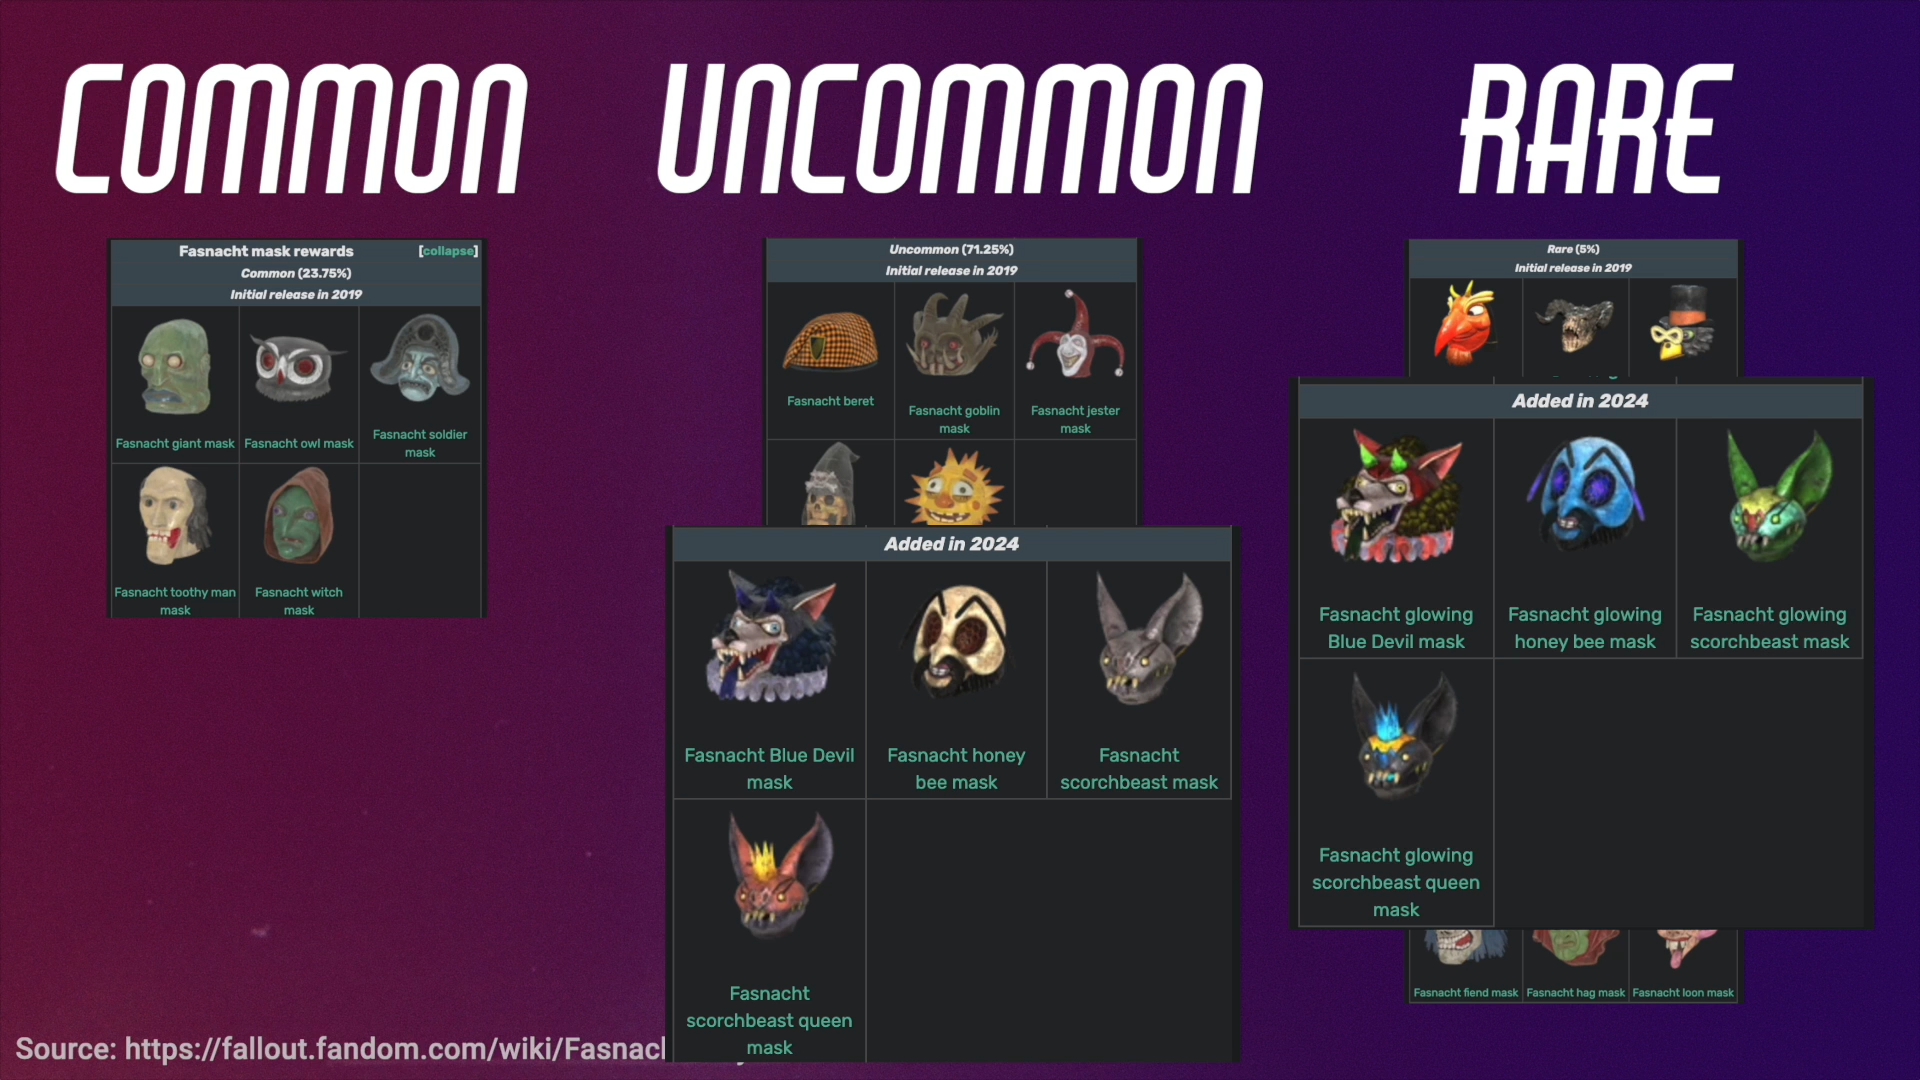 COMMON
UNCOMMON
RARE
Fasnacht mask rewards
[collapse]
Common (23.75%)
Initial release in 2019
Fasnacht giant mask
Fasnacht owl mask
Fasnacht soldier
mask
Fasnacht toothy man
mask
Fasnacht witch
mask
Uncommon (71.25%)
Initial release in 2019
Fasnacht beret
Fasnacht goblin
mask
Fasnacht jester
mask
Added in 2024
Fasnacht Blue Devil
mask
Fasnacht honey
bee mask
Fasnacht
scorchbeast mask
Fasnacht
scorchbeast queen
mask
Rare (5%)
Initial release in 2019
Added in 2024
Fasnacht glowing
Blue Devil mask
Fasnacht glowing
honey bee mask
Fasnacht glowing
scorchbeast mask
Fasnacht glowing
scorchbeast queen
mask
Fasnacht fiend mask
Fasnacht hag mask
Fasnacht loon mask
Source: https://fallout.fandom.com/wiki/Fasnac